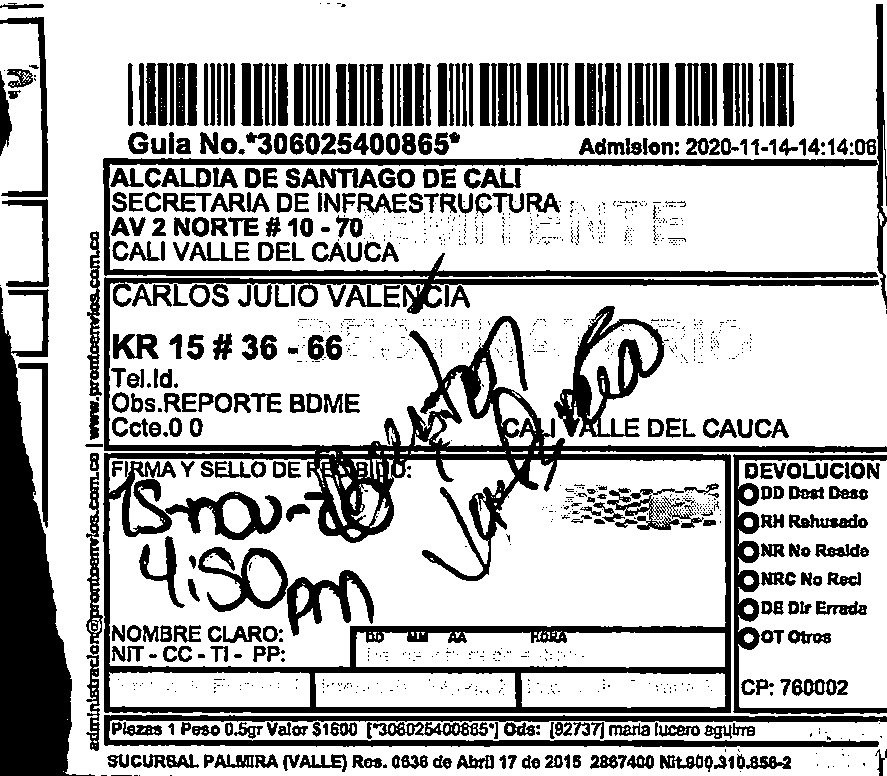 Guia No.*306025400865*
Admision: 2020-11-14-14:14:06
ALCALDIA DE SANTIAGO DE CALI
SECRETARIA DE INFRAESTRUCTURA
AV 2 NORTE # 10 - 70
CALI VALLE DEL CAUCA
REMITENTE
CARLOS JULIO VALENCIA
DESTINATARIO
KR 15 # 36 - 66
Tel.Id.
Obs.REPORTE BDME
Ccte.0 0
CALI VALLE DEL CAUCA
www.prontoenvios.com.co
administracion@prontoenvios.com.co
FIRMA Y SELLO DE RECIBIDO:
15-nov-20
4:50pm
NOMBRE CLARO:
NIT - CC - TI - PP:
DD MM AA HORA
DEVOLUCION
DD Dest Desc
RH Rehusado
NR No Reside
NRC No Recl
DE Dir Errada
OT Otros
CP: 760002
Piezas 1 Peso 0.5gr Valor $1600 [*306025400865*] Ods: [92737] maria lucero aguirre
SUCURSAL PALMIRA (VALLE) Res. 0636 de Abril 17 de 2015 2867400 Nit.900.310.856-2